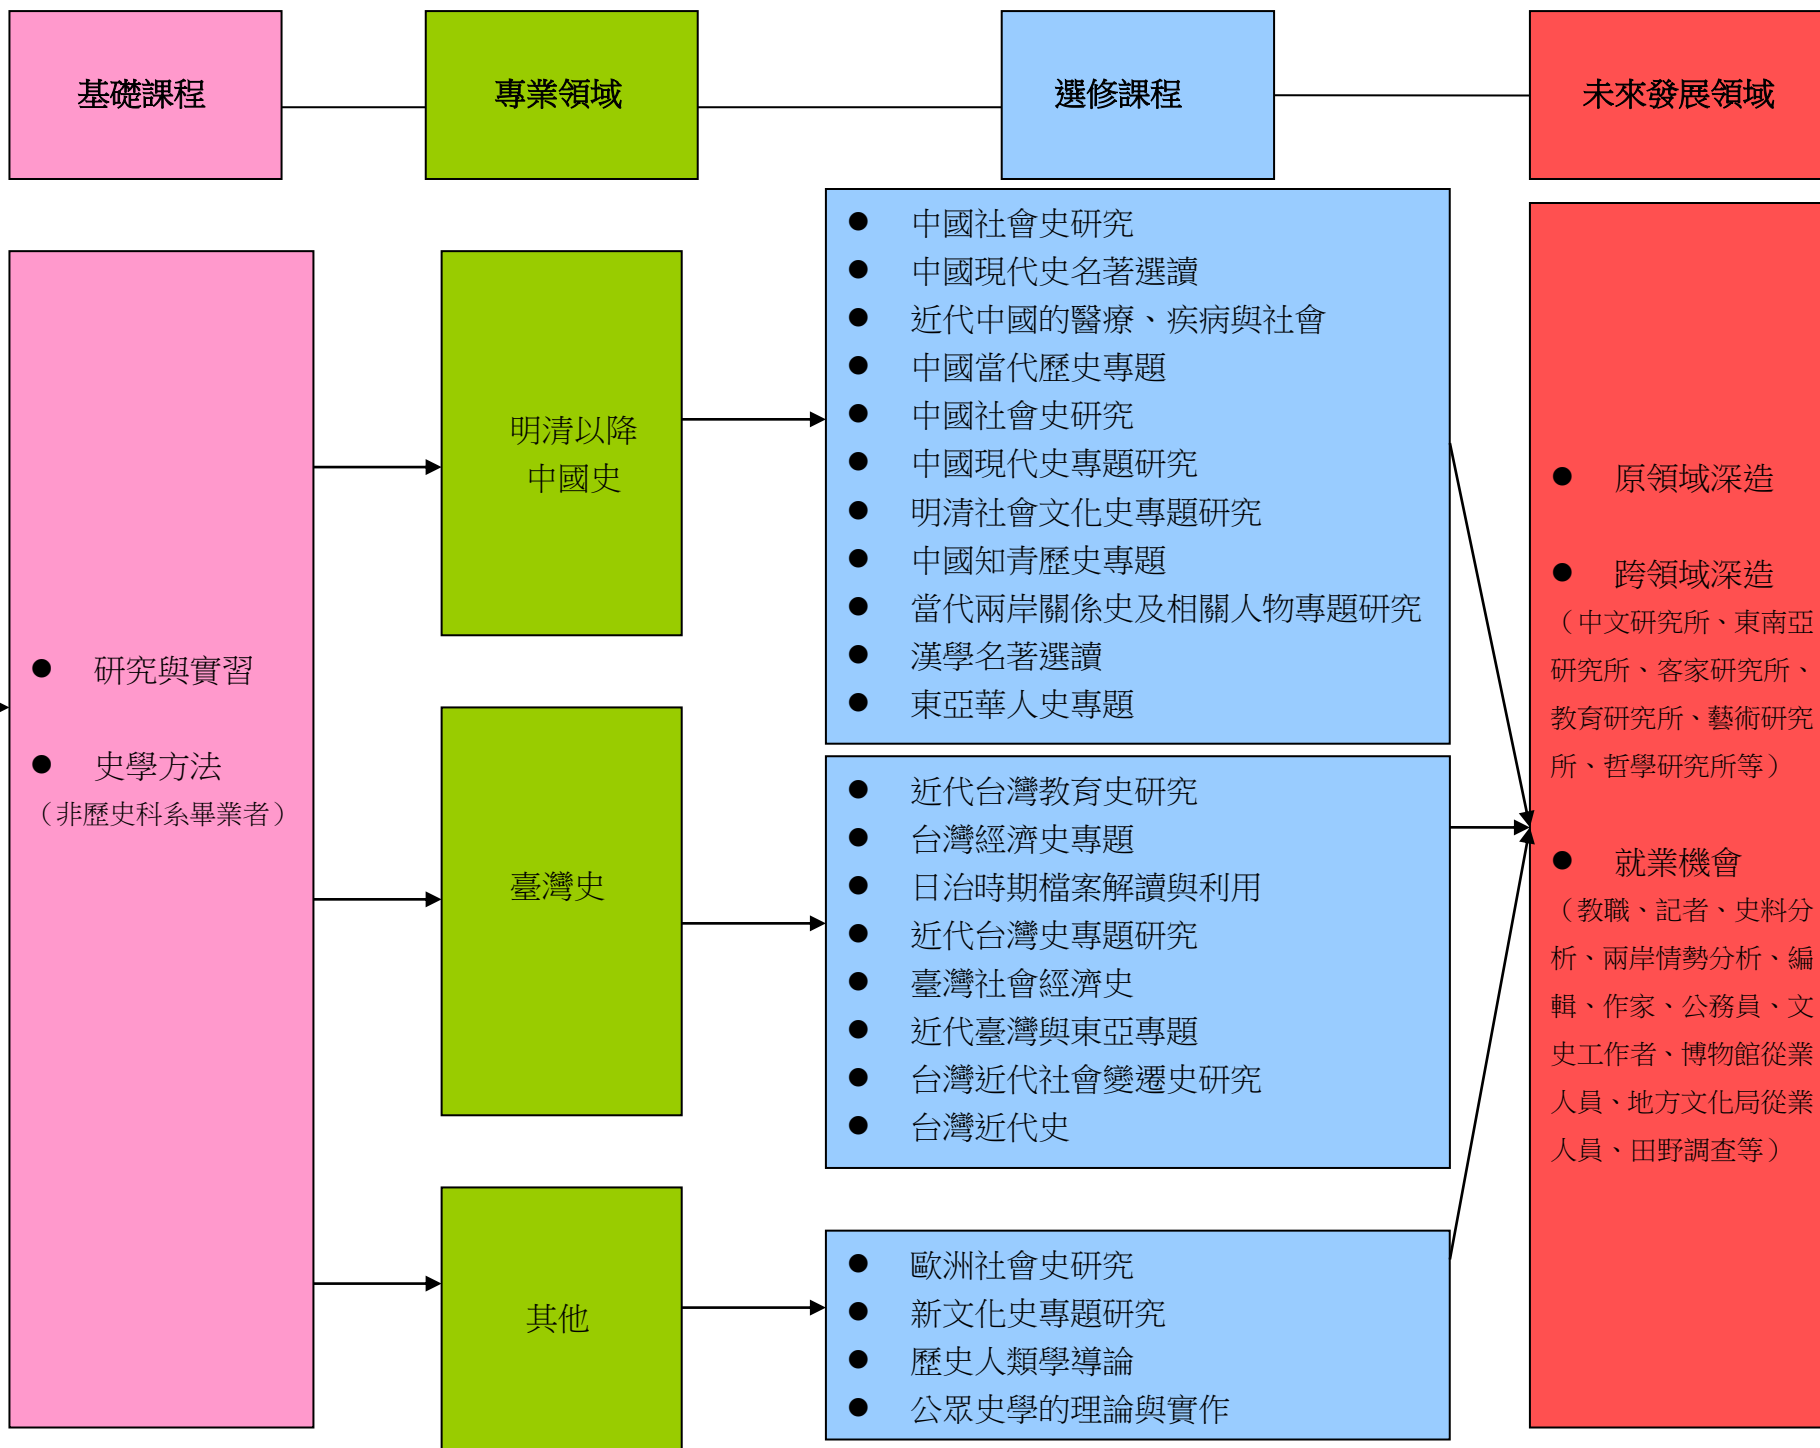 基礎課程
專業領域
選修課程
未來發展領域
● 研究與實習
● 史學方法
（非歷史科系畢業者）
明清以降
中國史
臺灣史
其他
● 中國社會史研究
● 中國現代史名著選讀
● 近代中國的醫療、疾病與社會
● 中國當代歷史專題
● 中國社會史研究
● 中國現代史專題研究
● 明清社會文化史專題研究
● 中國知青歷史專題
● 當代兩岸關係史及相關人物專題研究
● 漢學名著選讀
● 東亞華人史專題
● 近代台灣教育史研究
● 台灣經濟史專題
● 日治時期檔案解讀與利用
● 近代台灣史專題研究
● 臺灣社會經濟史
● 近代臺灣與東亞專題
● 台灣近代社會變遷史研究
● 台灣近代史
● 歐洲社會史研究
● 新文化史專題研究
● 歷史人類學導論
● 公眾史學的理論與實作
● 原領域深造
● 跨領域深造
（中文研究所、東南亞
研究所、客家研究所、
教育研究所、藝術研究
所、哲學研究所等）
● 就業機會
（教職、記者、史料分
析、兩岸情勢分析、編
輯、作家、公務員、文
史工作者、博物館從業
人員、地方文化局從業
人員、田野調查等）